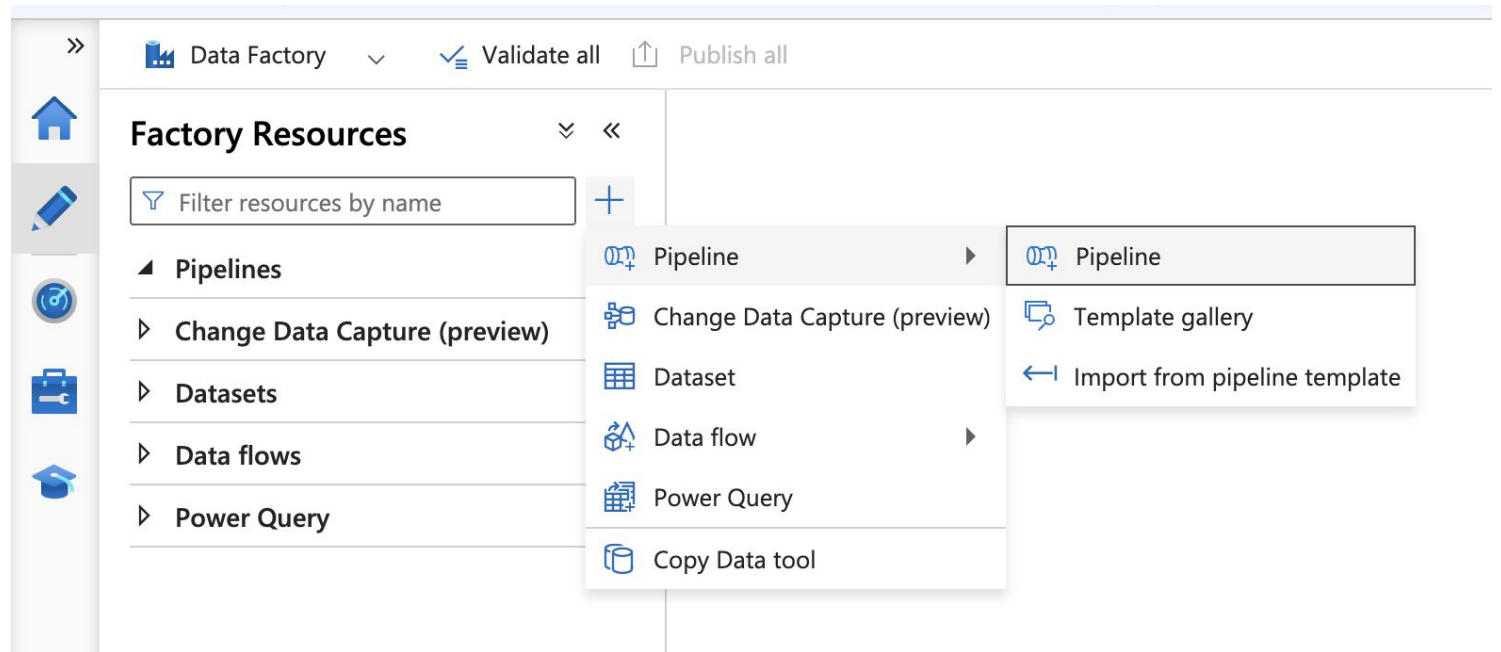 Data Factory
Validate all
Publish all
Factory Resources
Filter resources by name
Pipelines
Change Data Capture (preview)
Datasets
Data flows
Power Query
Pipeline
Change Data Capture (preview)
Dataset
Data flow
Power Query
Copy Data tool
Pipeline
Template gallery
Import from pipeline template